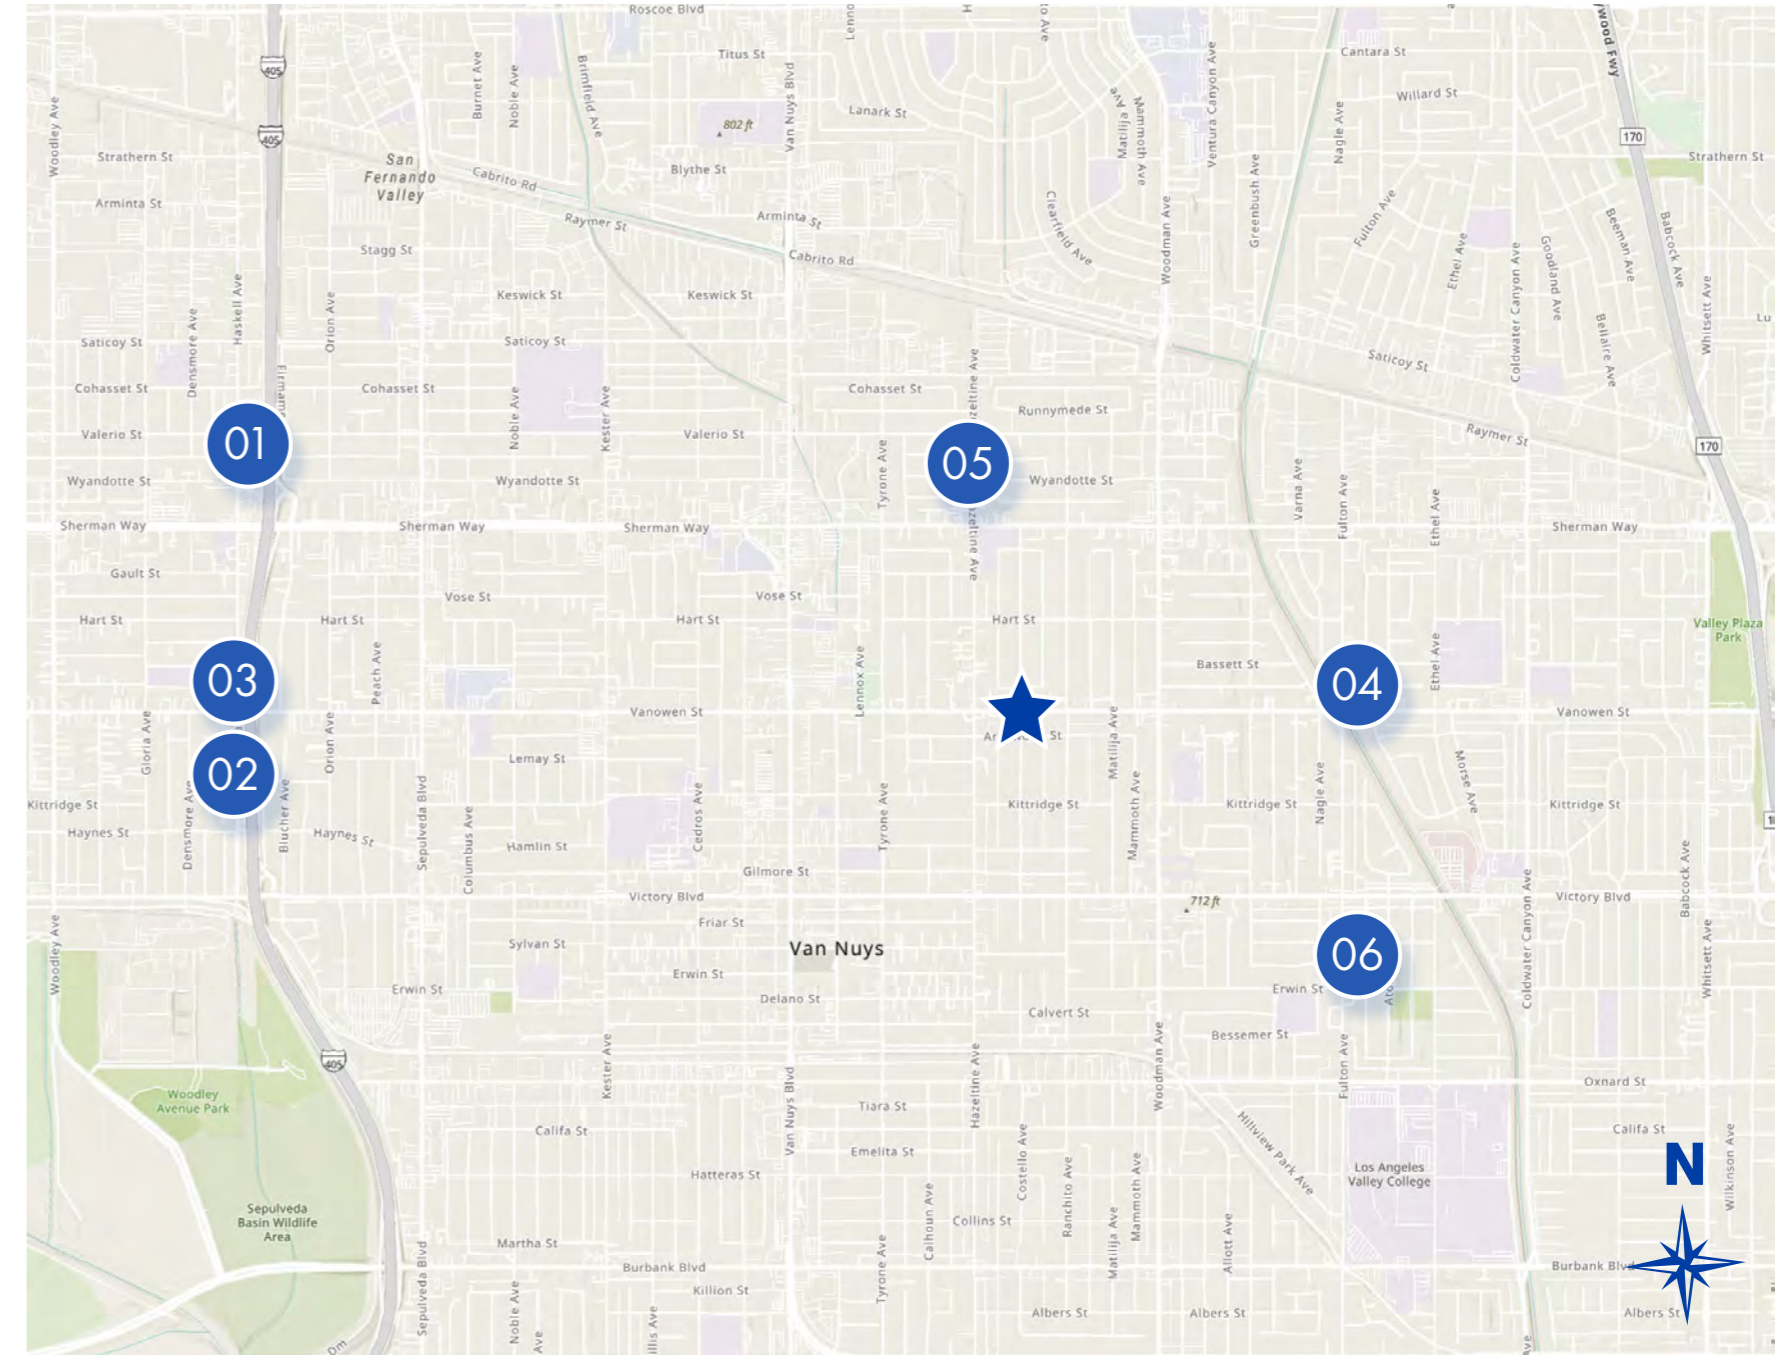 Roscoe Blvd
Titus St
Cantara St
Willard St
Lanark St
802 ft
Woodley Ave
Burnet Ave
Noble Ave
Brimfield Ave
Van Nuys Blvd
Matilija Ave
Mammoth Ave
Ventura Canyon Ave
Nagle Ave
405
405
170
Strathern St
San
Fernando
Valley
Cabrito Rd
Blythe St
Strathern St
Arminta St
Raymer St
Arminta St
Clearfield Ave
Woodman Ave
Greenbush Ave
Fulton Ave
Ethel Ave
Coldwater Canyon Ave
Goodland Ave
Beeman Ave
Babcock Ave
Stagg St
Cabrito Rd
Haskell Ave
Orion Ave
Densmore Ave
Keswick St
Keswick St
Bellaire Ave
Whitsett Ave
Lu
Saticoy St
Saticoy St
Saticoy St
Cohasset St
Cohasset St
Cohasset St
Noble Ave
Kester Ave
Runnymede St
Valerio St
01
Valerio St
Tyrone Ave
05
Raymer St
170
Wyandotte St
Wyandotte St
Wyandotte St
Varna Ave
Fulton Ave
Ethel Ave
Sherman Way
Sherman Way
Sherman Way
Sherman Way
Gault St
Vose St
Vose St
Hart St
Hart St
Hart St
Hart St
Valley Plaza
Park
Peach Ave
Lennox Ave
Bassett St
Ethel Ave
03
04
Vanowen St
Vanowen St
Gloria Ave
Orion Ave
Matilija Ave
St
Lemay St
02
Morse Ave
Kittridge St
Kittridge St
Kittridge St
Kittridge St
Nagle Ave
Densmore Ave
Blucher Ave
Haynes St
Haynes St
Sepulveda Blvd
Columbus Ave
Cedros Ave
Tyrone Ave
Mammoth Ave
Hamlin St
Gilmore St
Babcock Ave
Victory Blvd
712 ft
Victory Blvd
Friar St
Woodley Ave
Sylvan St
Van Nuys
06
Coldwater Canyon Ave
Whitsett Ave
Erwin St
Erwin St
Delano St
Erwin St
Calvert St
Bessemer St
405
Kester Ave
Van Nuys Blvd
Hazeltine Ave
Woodman Ave
Fulton Ave
Oxnard St
Woodley
Avenue Park
Tiara St
Califa St
Hillview Park Ave
Califa St
Emelita St
Costello Ave
Ranchito Ave
Mammoth Ave
Hatteras St
Los Angeles
Valley College
N
Wilkinson Ave
Sepulveda
Basin Wildlife
Area
Calhoun Ave
Collins St
Matilija Ave
Allott Ave
Martha St
Sepulveda Blvd
Burbank Blvd
Tyrone Ave
Burbank Blvd
Killion St
Noble Ave
Albers St
Albers St
Albers St
Ave
Ave